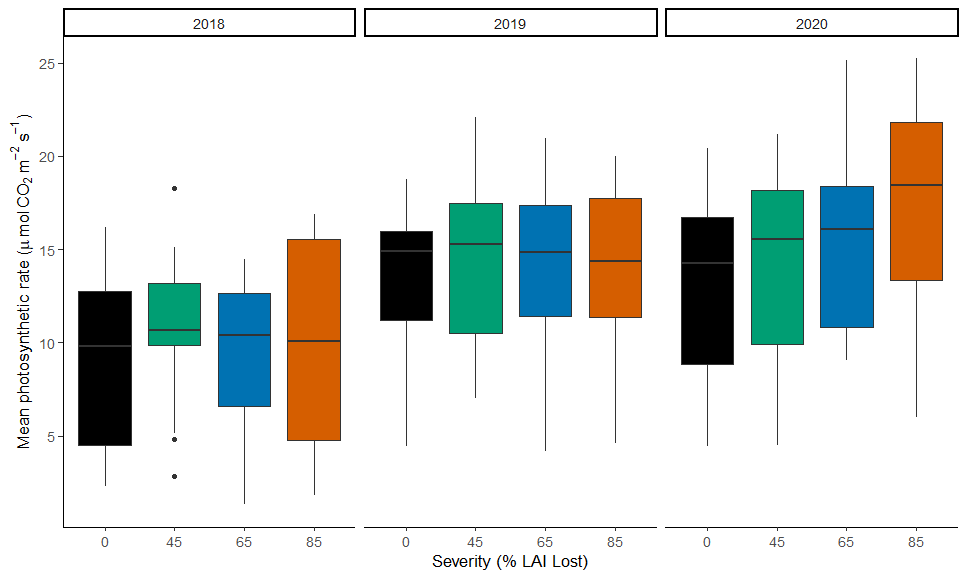 2018 2019 2020
Mean photosynthetic rate (μ mol CO₂ m⁻² s⁻¹)
25
20
15
10
5
0 45 65 85 0 45 65 85 0 45 65 85
Severity (% LAI Lost)